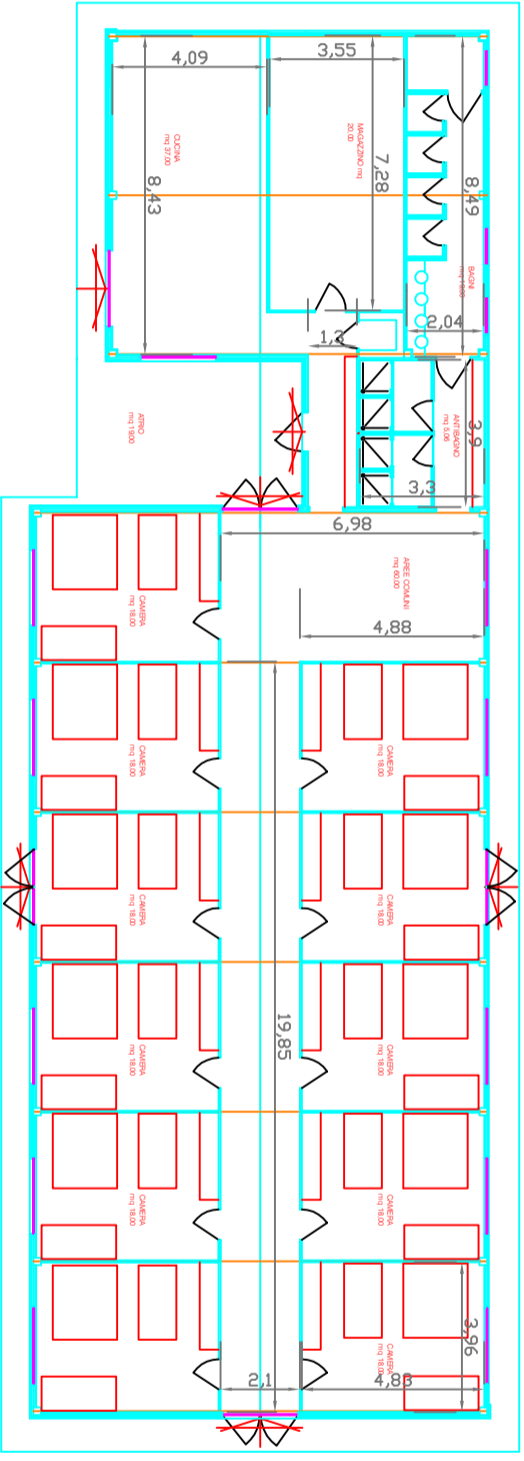 4,09
3,55
CUCINA
mq 37.00
8,43
MAGAZZINO mq
20.00
7,28
8,49
BAGNI
2,04
1,3
ATRIO
mq 19.00
ANTIBAGNO
mq 5.06
3,9
3,3
6,98
AREE COMUNI
mq 60.00
4,88
CAMERA
mq 18.00
CAMERA
mq 18.00
CAMERA
mq 18.00
CAMERA
mq 18.00
CAMERA
mq 18.00
CAMERA
mq 18.00
CAMERA
mq 18.00
19,85
CAMERA
mq 18.00
CAMERA
mq 18.00
CAMERA
mq 18.00
CAMERA
mq 18.00
3,96
2,1
4,83